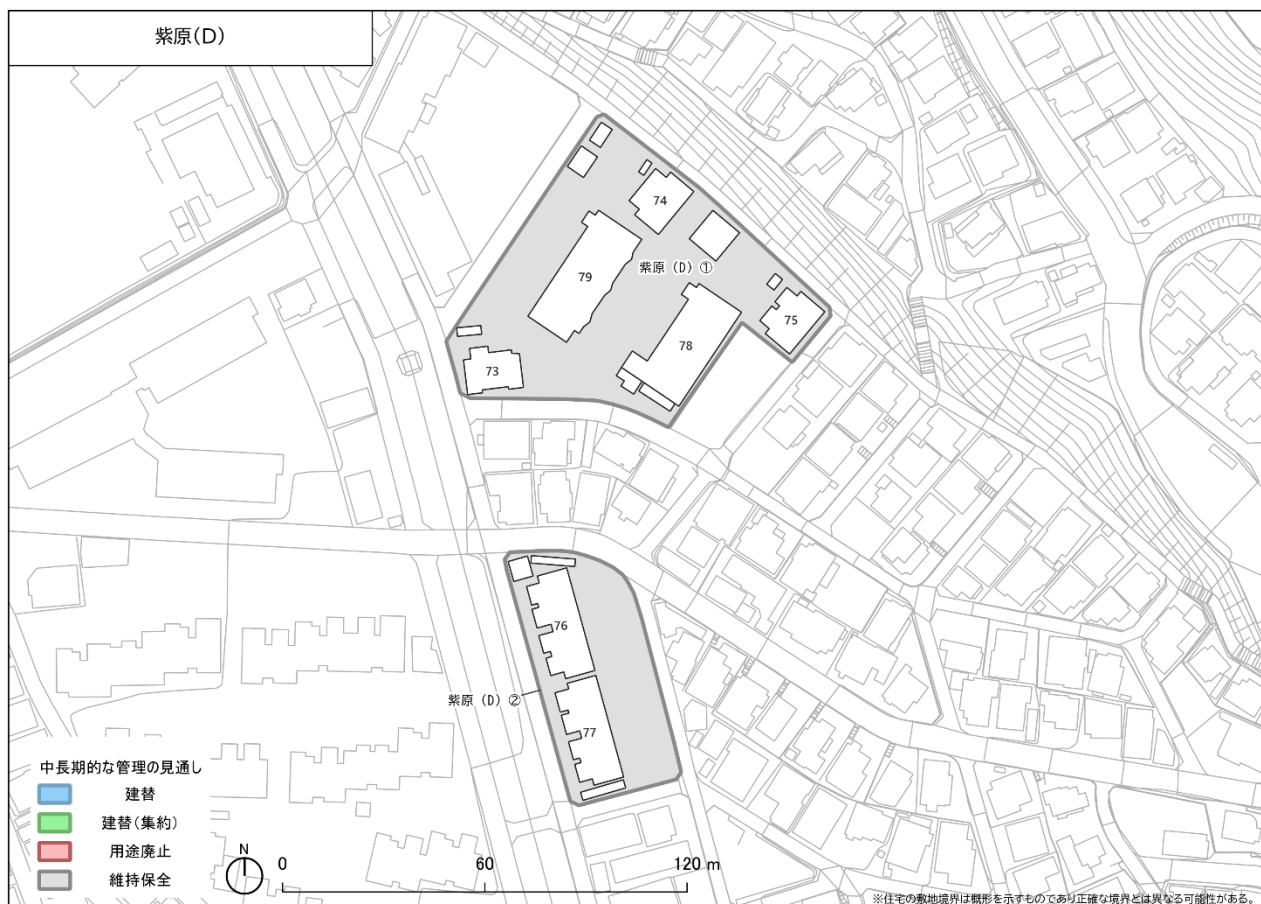 紫原(D)
74
79
紫原（D）①
75
78
73
76
紫原（D）②
77
中長期的な管理の見通し
建替
建替(集約)
用途廃止
維持保全
N
0 60 120 m
※住宅の敷地境界は概形を示すものであり正確な境界とは異なる可能性がある。